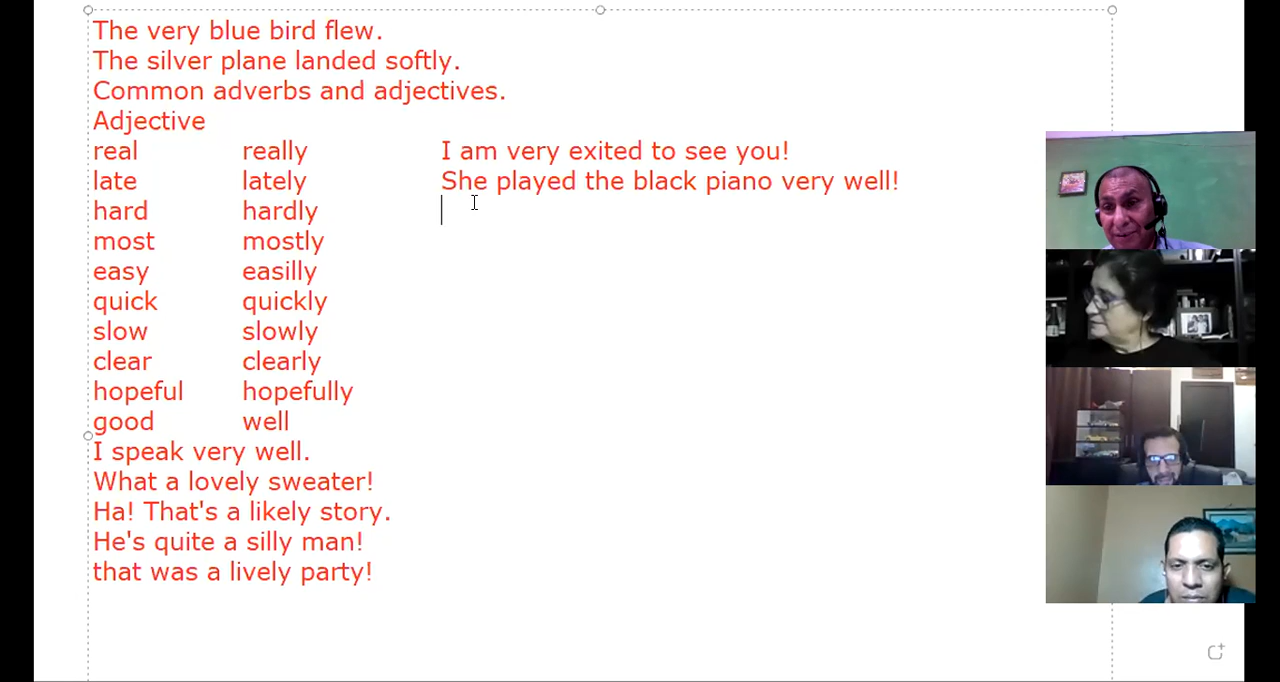 The very blue bird flew.
The silver plane landed softly.
Common adverbs and adjectives.
Adjective
real really I am very exited to see you!
late lately She played the black piano very well!
hard hardly
most mostly
easy easilly
quick quickly
slow slowly
clear clearly
hopeful hopefully
good well
I speak very well.
What a lovely sweater!
Ha! That's a likely story.
He's quite a silly man!
that was a lively party!